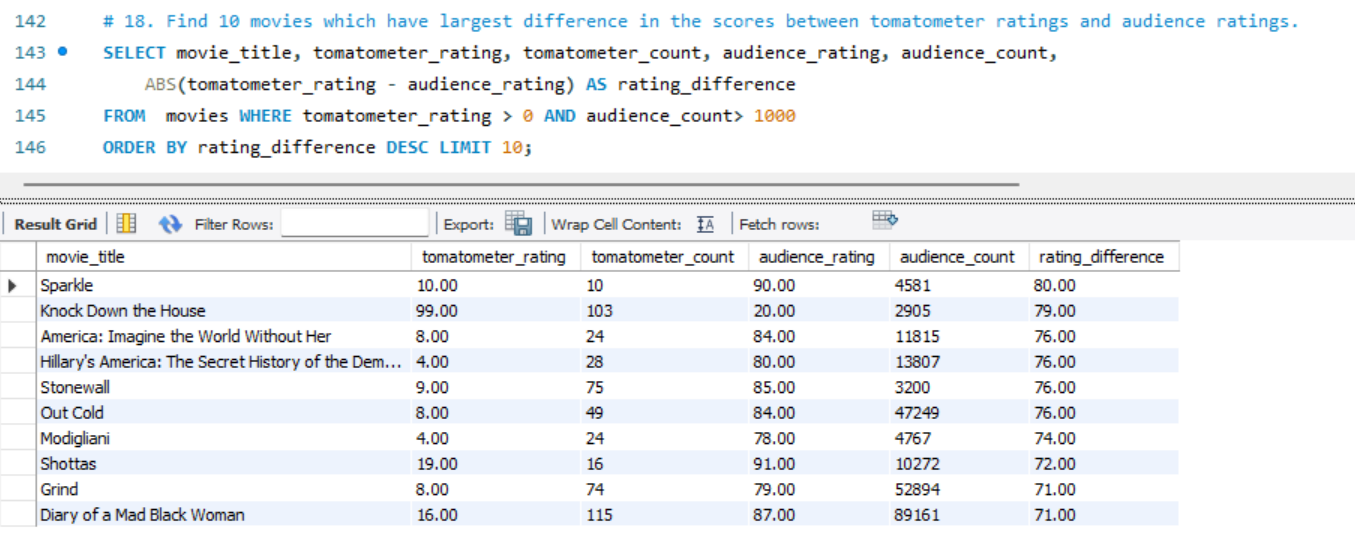 142 # 18. Find 10 movies which have largest difference in the scores between tomatometer ratings and audience ratings.
143 SELECT movie_title, tomatometer_rating, tomatometer_count, audience_rating, audience_count,
144 ABS(tomatometer_rating - audience_rating) AS rating_difference
145 FROM movies WHERE tomatometer_rating > 0 AND audience_count> 1000
146 ORDER BY rating_difference DESC LIMIT 10;
Result Grid Filter Rows: Export: Wrap Cell Content: IA Fetch rows:
movie_title tomatometer_rating tomatometer_count audience_rating audience_count rating_difference
Sparkle 10.00 10 90.00 4581 80.00
Knock Down the House 99.00 103 20.00 2905 79.00
America: Imagine the World Without Her 8.00 24 84.00 11815 76.00
Hillary's America: The Secret History of the Dem... 4.00 28 80.00 13807 76.00
Stonewall 9.00 75 85.00 3200 76.00
Out Cold 8.00 49 84.00 47249 76.00
Modigliani 4.00 24 78.00 4767 74.00
Shottas 19.00 16 91.00 10272 72.00
Grind 8.00 74 79.00 52894 71.00
Diary of a Mad Black Woman 16.00 115 87.00 89161 71.00